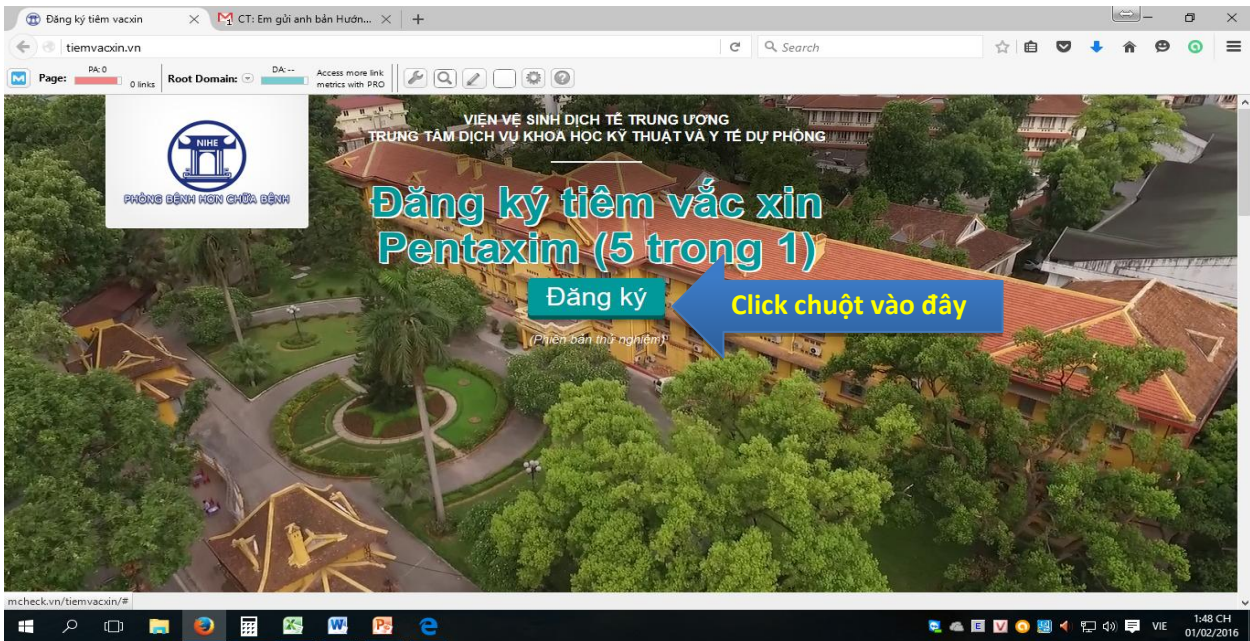 Đăng ký tiêm vacxin
CT: Em gửi anh bản Hướn...
tiemvacxin.vn
Search
Page:
PA: 0
0 links
Root Domain:
DA: --
Access more link
metrics with PRO
NIHE
PHÒNG BỆNH HƠN CHỮA BỆNH
VIỆN VỆ SINH DỊCH TỄ TRUNG ƯƠNG
TRUNG TÂM DỊCH VỤ KHOA HỌC KỸ THUẬT VÀ Y TẾ DỰ PHÒNG
Đăng ký tiêm vắc xin
Pentaxim (5 trong 1)
Đăng ký
Click chuột vào đây
(Phiên bản thử nghiệm)
mcheck.vn/tiemvacxin/#
VIE
1:48 CH
01/02/2016